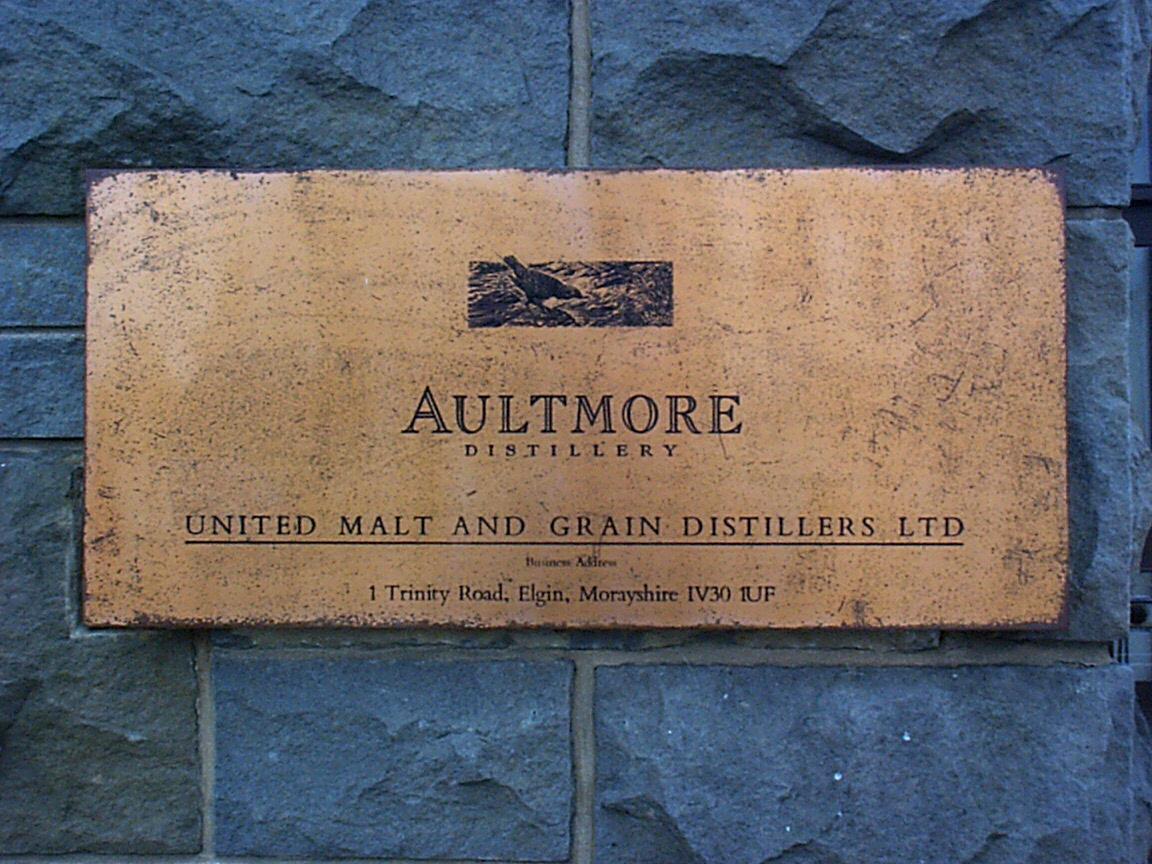 AULTMORE
DISTILLERY
UNITED MALT AND GRAIN DISTILLERS LTD
Business Address
1 Trinity Road, Elgin, Morayshire IV30 1UF